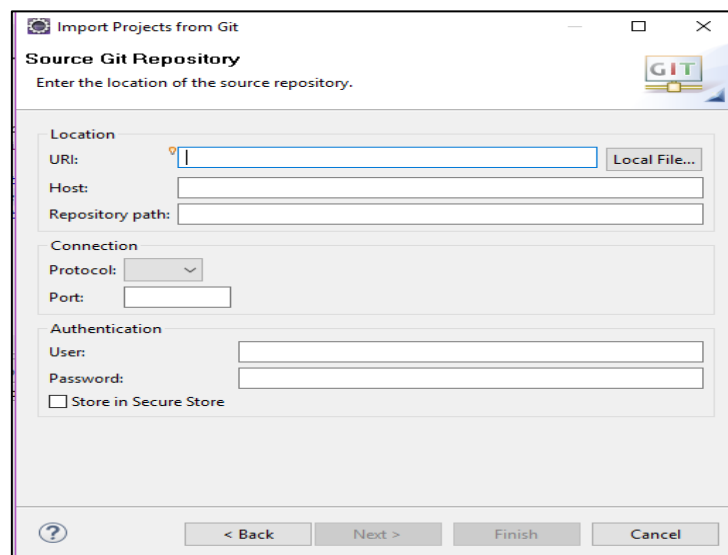 Import Projects from Git
Source Git Repository
Enter the location of the source repository.
GIT
Location
URI:
Local File...
Host:
Repository path:
Connection
Protocol:
Port:
Authentication
User:
Password:
Store in Secure Store
?
< Back
Next >
Finish
Cancel